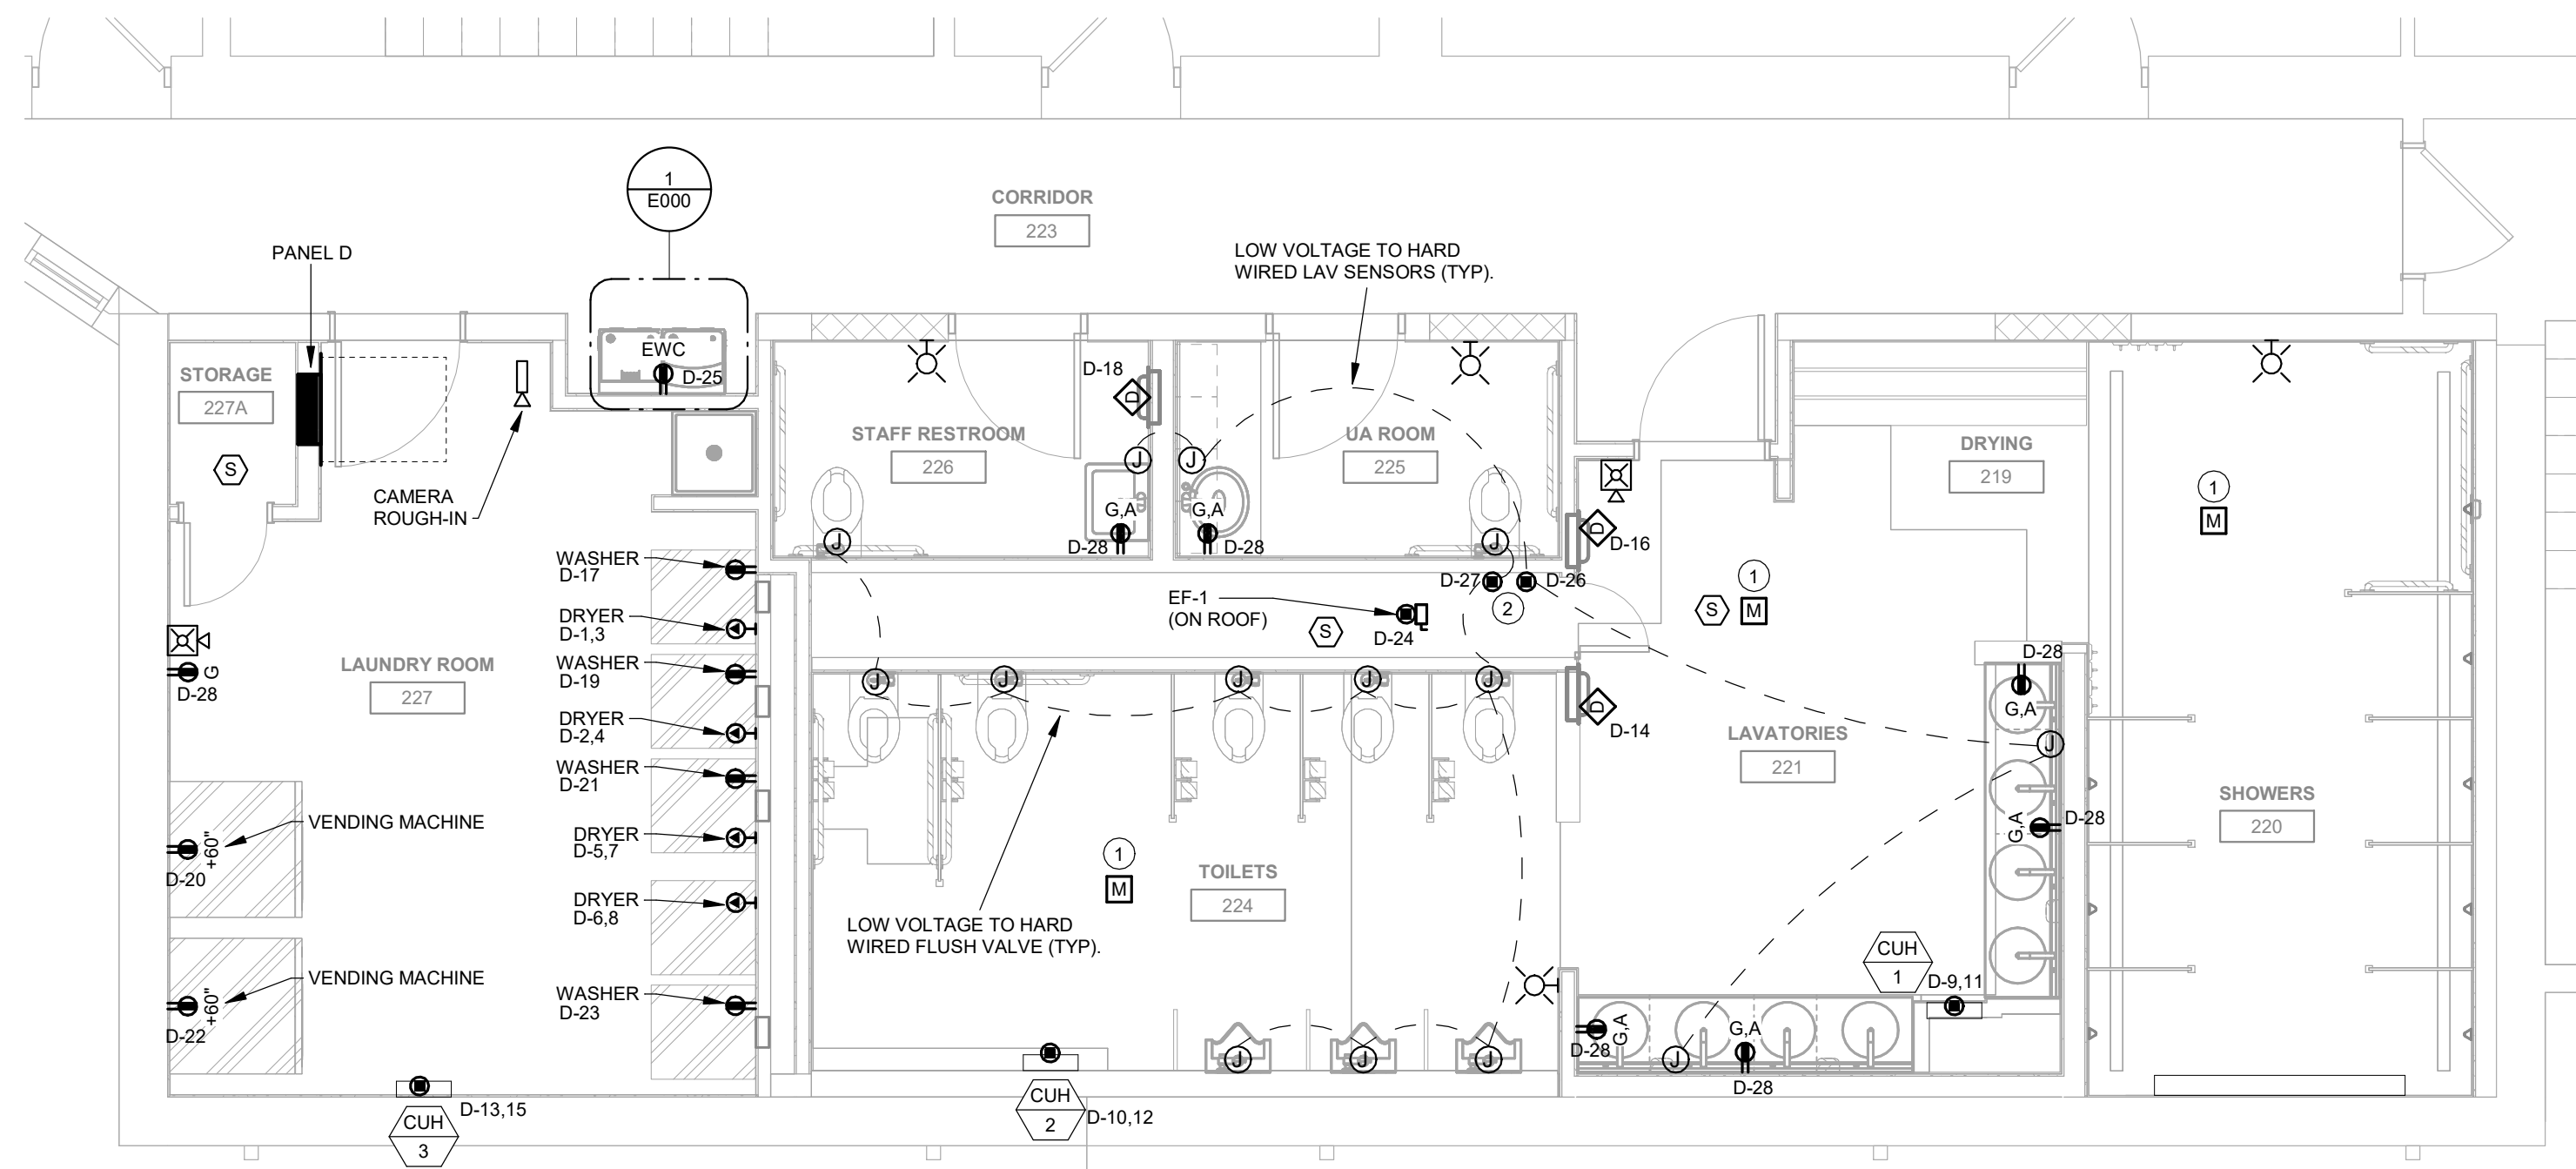 1
E000
CORRIDOR
223
PANEL D
LOW VOLTAGE TO HARD
WIRED LAV SENSORS (TYP).
EWC
D-25
STORAGE
227A
S
CAMERA
ROUGH-IN
D-18
D
STAFF RESTROOM
226
UA ROOM
225
J
J
G,A
G,A
D-28
D-28
J
J
DRYING
219
D
D-16
1
M
WASHER
D-17
DRYER
D-1,3
WASHER
D-19
DRYER
D-2,4
WASHER
D-21
DRYER
D-5,7
DRYER
D-6,8
WASHER
D-23
EF-1
(ON ROOF)
S
D-24
D-27
D-26
2
S
1
M
G
D-28
LAUNDRY ROOM
227
J
J
J
J
J
D
D-14
LAVATORIES
221
D-28
G,A
J
G,A
D-28
SHOWERS
220
VENDING MACHINE
+60"
D-20
VENDING MACHINE
+60"
D-22
1
M
TOILETS
224
LOW VOLTAGE TO HARD
WIRED FLUSH VALVE (TYP).
CUH
1
D-9,11
J
J
J
G,A
D-28
J
G,A
D-28
D-13,15
CUH
3
CUH
2
D-10,12